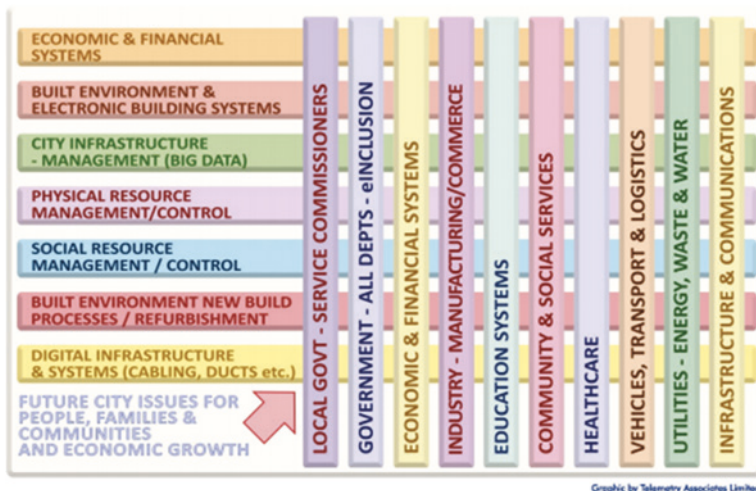 ECONOMIC & FINANCIAL
SYSTEMS
BUILT ENVIRONMENT &
ELECTRONIC BUILDING SYSTEMS
CITY INFRASTRUCTURE
- MANAGEMENT (BIG DATA)
PHYSICAL RESOURCE
MANAGEMENT/CONTROL
SOCIAL RESOURCE
MANAGEMENT / CONTROL
BUILT ENVIRONMENT NEW BUILD
PROCESSES / REFURBISHMENT
DIGITAL INFRASTRUCTURE
& SYSTEMS (CABLING, DUCTS etc.)
FUTURE CITY ISSUES FOR
PEOPLE, FAMILIES &
COMMUNITIES
AND ECONOMIC GROWTH
LOCAL GOVT - SERVICE COMMISSIONERS
GOVERNMENT - ALL DEPTS - eINCLUSION
ECONOMIC & FINANCIAL SYSTEMS
INDUSTRY - MANUFACTURING/COMMERCE
EDUCATION SYSTEMS
COMMUNITY & SOCIAL SERVICES
HEALTHCARE
VEHICLES, TRANSPORT & LOGISTICS
UTILITIES - ENERGY, WASTE & WATER
INFRASTRUCTURE & COMMUNICATIONS
Graphic by Telemetry Associates Limite